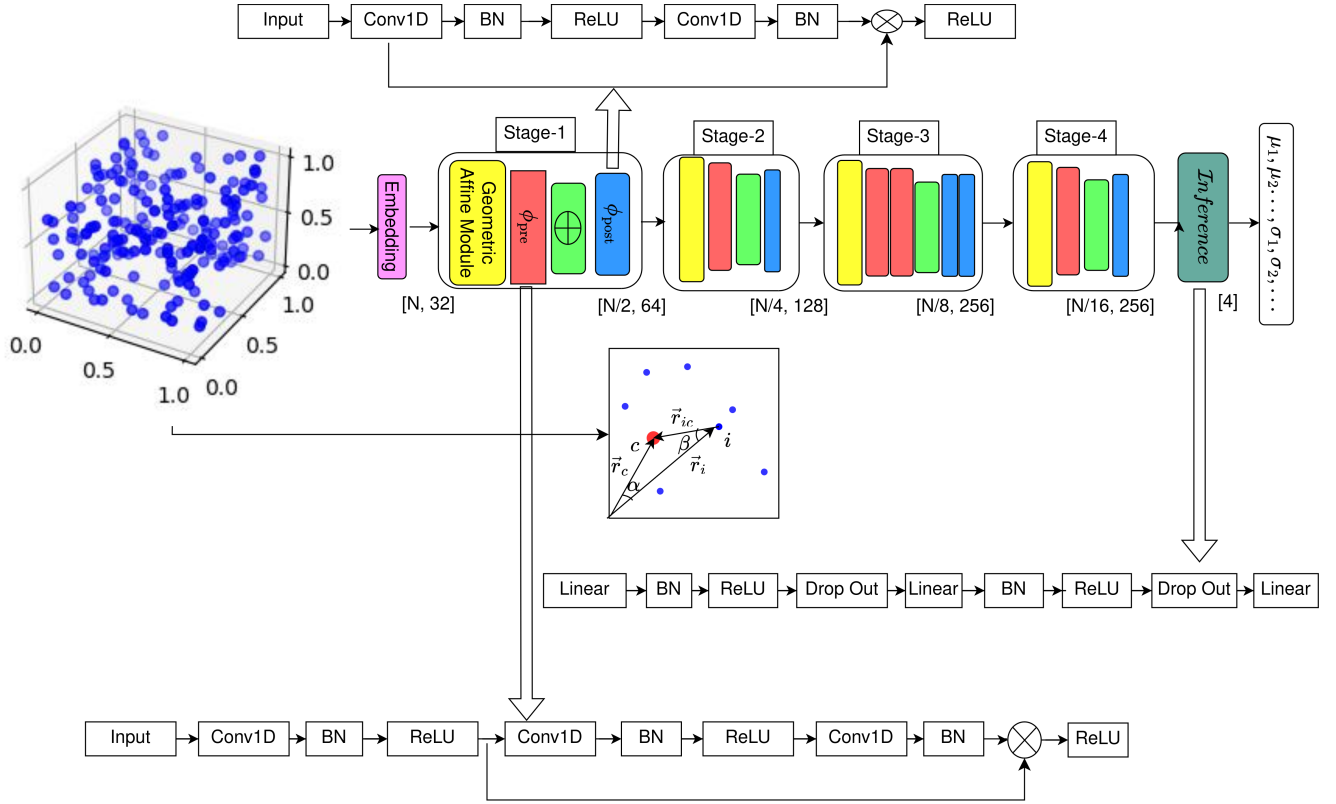 Input Conv1D BN ReLU Conv1D BN ReLU
Stage-1 Stage-2 Stage-3 Stage-4
1.0
0.5
0.0
1.0
0.5
0.0
0.0
0.5
1.0
Embedding
Geometric
Affine Module
ϕpre
ϕpost
Inference
μ1, μ2..., σ1, σ2, ...
[N, 32] [N/2, 64] [N/4, 128] [N/8, 256] [N/16, 256] [4]
r⃗ic
c β i
r⃗c r⃗i
α
Linear BN ReLU Drop Out Linear BN ReLU Drop Out Linear
Input Conv1D BN ReLU Conv1D BN ReLU Conv1D BN ReLU